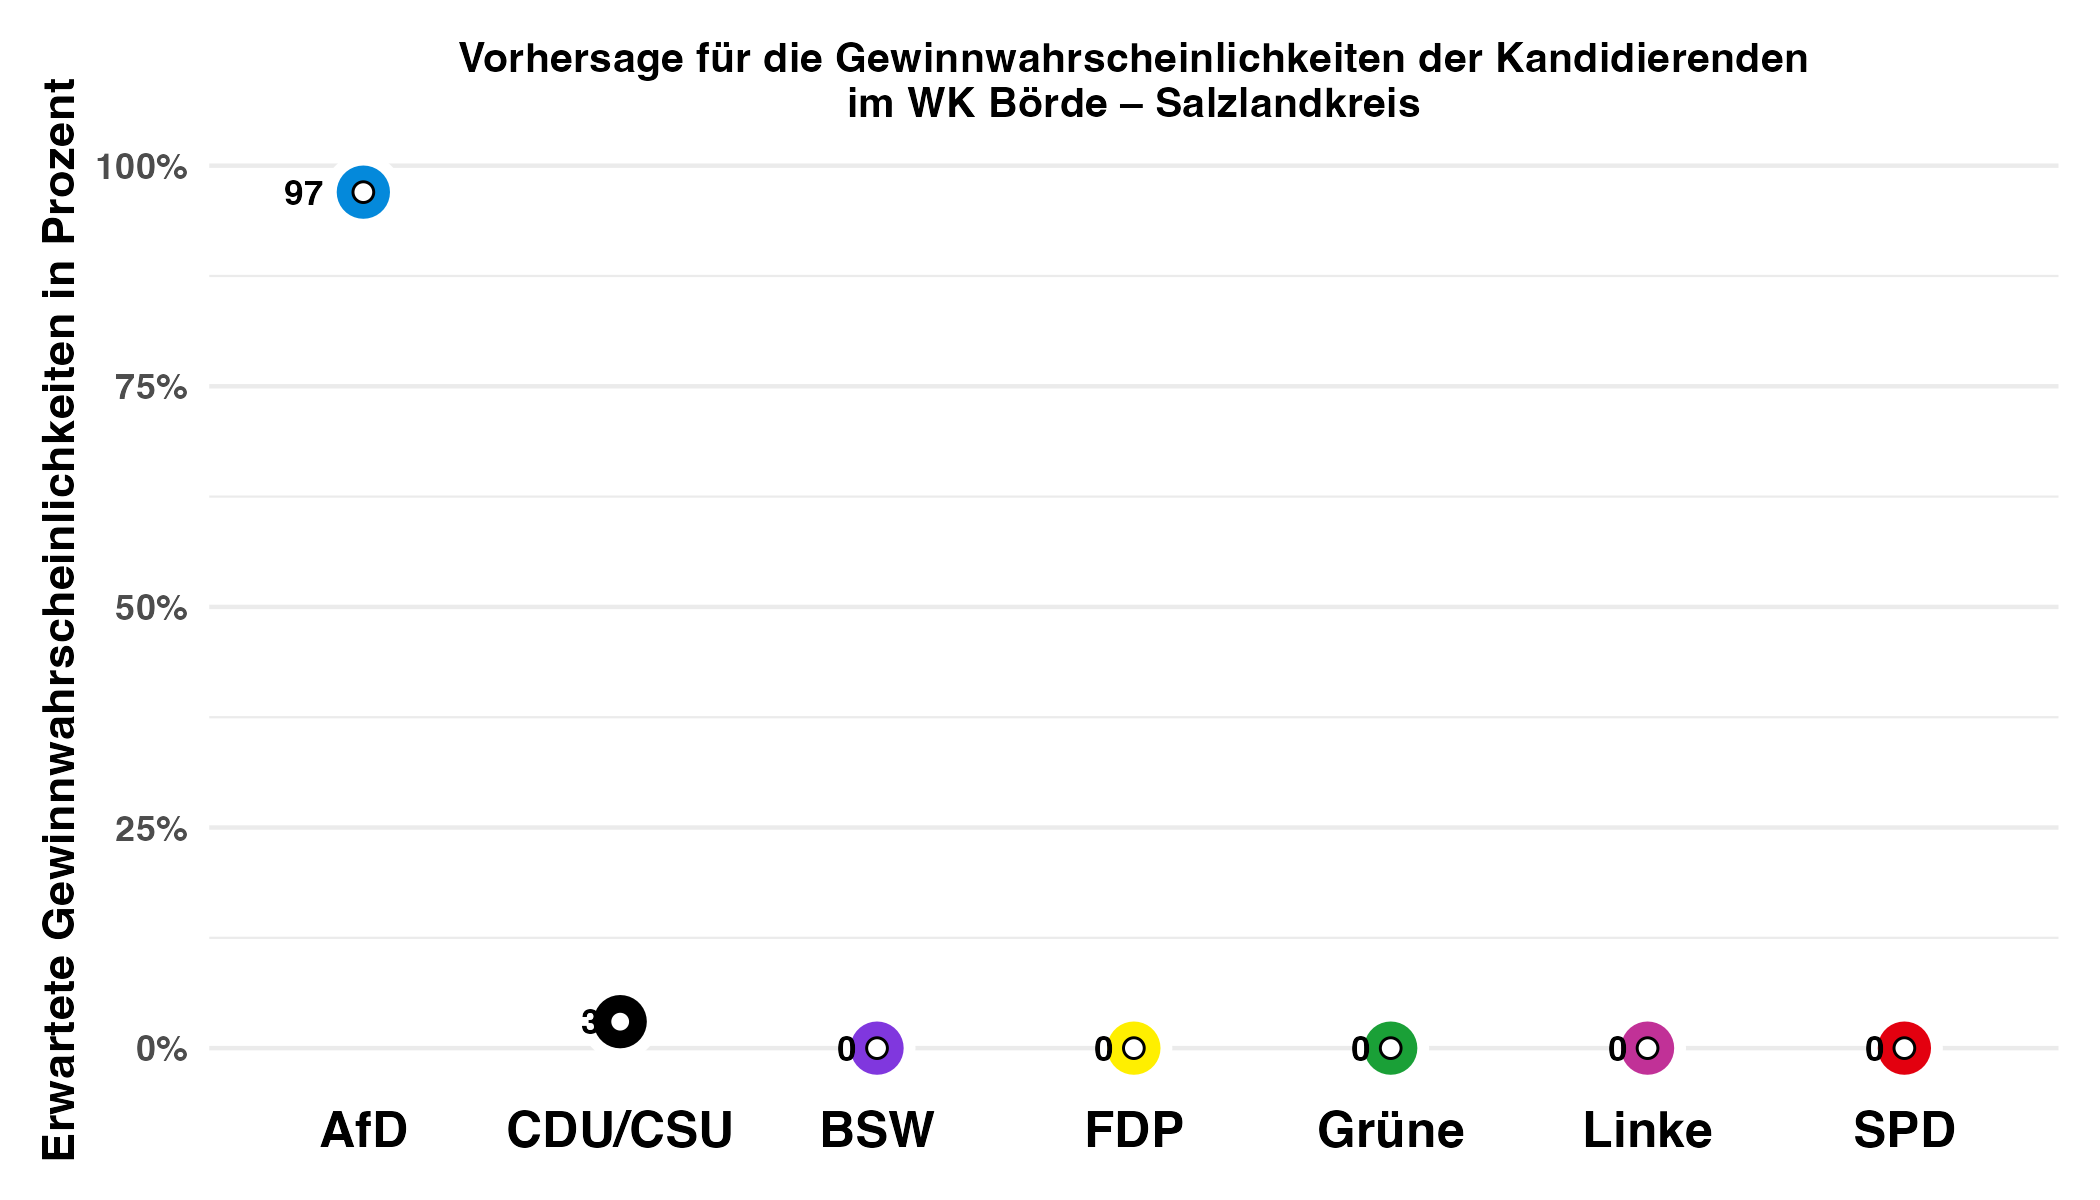 Vorhersage für die Gewinnwahrscheinlichkeiten der Kandidierenden
im WK Börde – Salzlandkreis
Erwartete Gewinnwahrscheinlichkeiten in Prozent
100%
75%
50%
25%
0%
97
3
0
0
0
0
0
AfD
CDU/CSU
BSW
FDP
Grüne
Linke
SPD